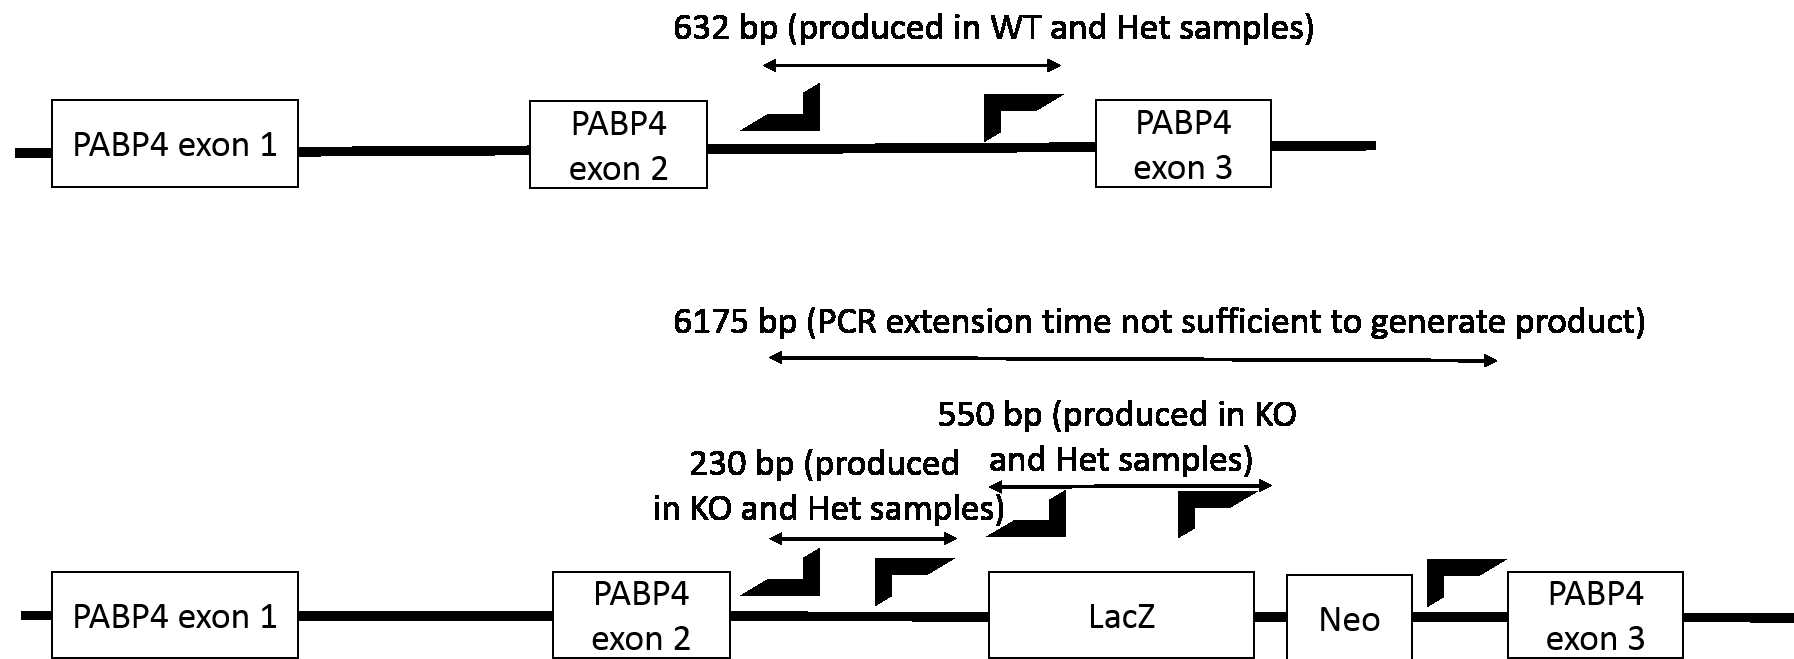 632 bp (produced in WT and Het samples)
PABP4 exon 1
PABP4
exon 2
PABP4
exon 3
6175 bp (PCR extension time not sufficient to generate product)
550 bp (produced in KO
and Het samples)
230 bp (produced
in KO and Het samples)
PABP4 exon 1
PABP4
exon 2
LacZ
Neo
PABP4
exon 3